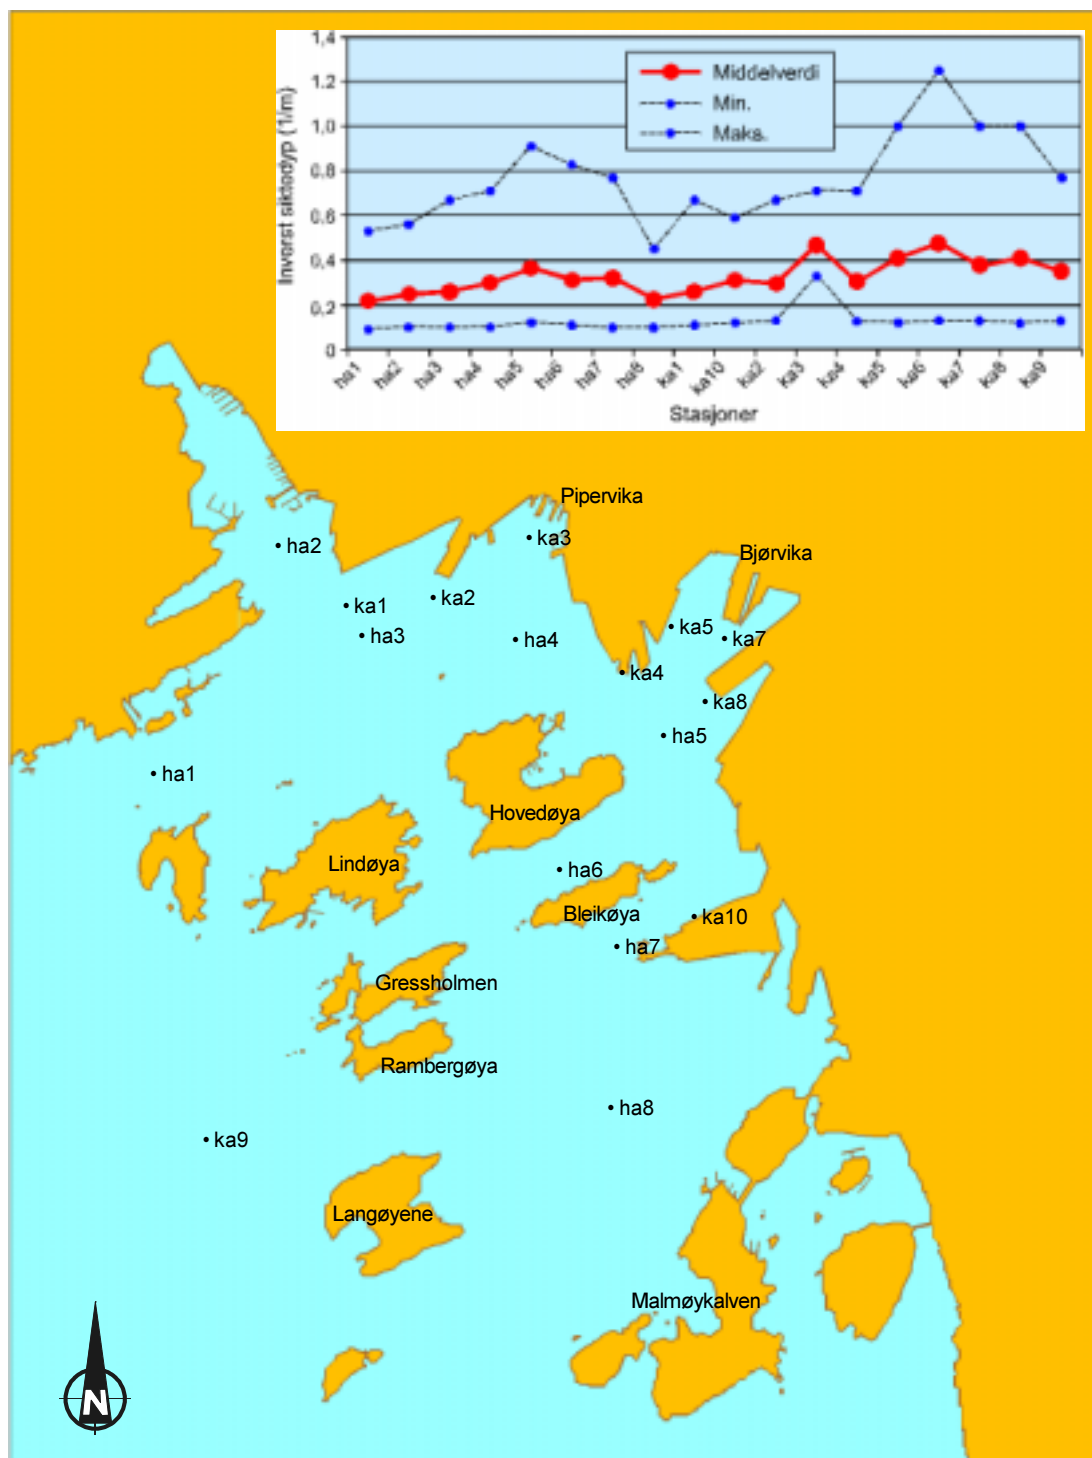 1,4
1,2
1,0
0,8
0,6
0,4
0,2
0
Inverst siktedyp (1/m)
Middelverdi
Min.
Maks.
ha1 ha2 ha3 ha4 ha5 ha6 ha7 ha8 ka1 ka10 ka2 ka3 ka4 ka5 ka6 ka7 ka8 ka9
Stasjoner
Pipervika
ka3
ha2
Bjørvika
ka2
ka1
ha3
ka5
ha4
ka7
ka4
ka8
ha5
ha1
Hovedøya
Lindøya
ha6
Bleikøya
ka10
ha7
Gressholmen
Rambergøya
ha8
ka9
Langøyene
Malmøykalven
N